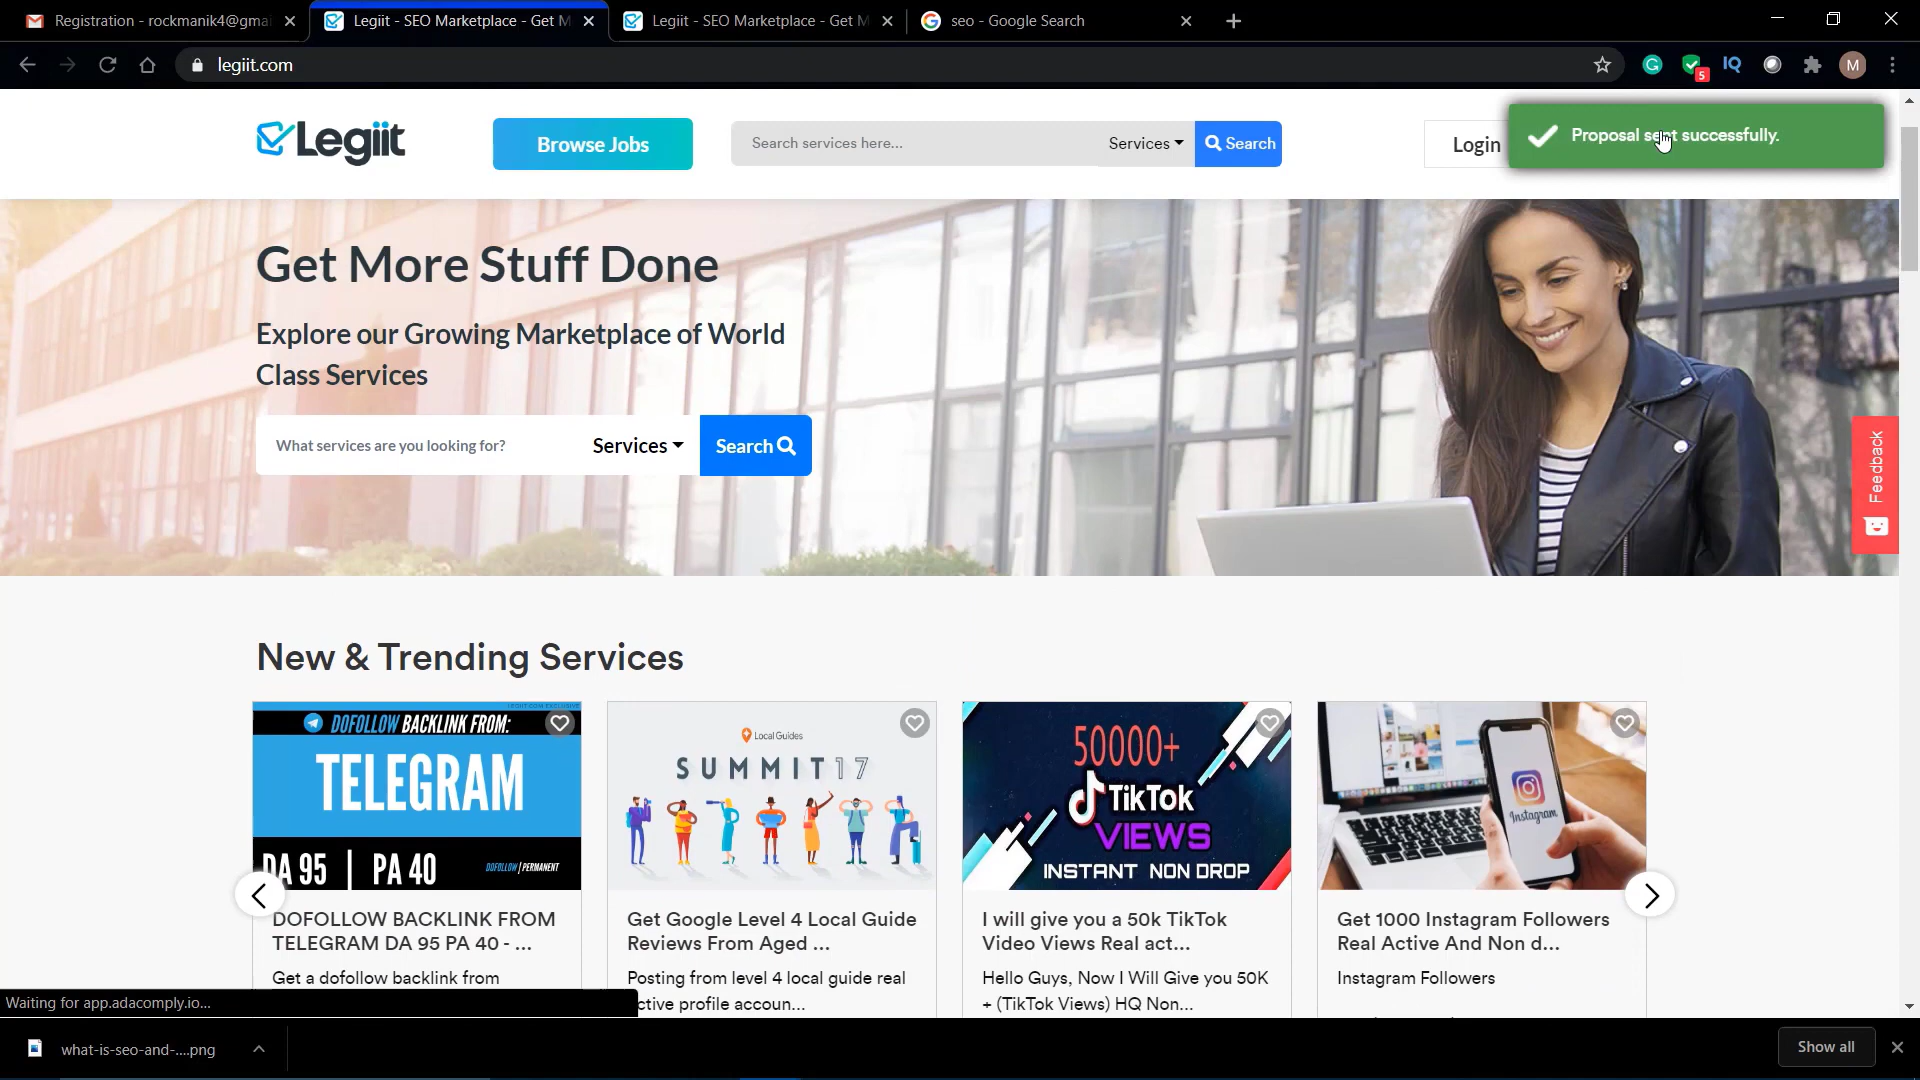 Registration - rockmanik4@gmai
Legiit - SEO Marketplace - Get M
Legiit - SEO Marketplace - Get M
seo - Google Search
legiit.com
5
IQ
M
Legiit
Browse Jobs
Search services here...
Services
Search
Login
Proposal sent successfully.
Get More Stuff Done
Explore our Growing Marketplace of World
Class Services
What services are you looking for?
Services
Search
Feedback
New & Trending Services
LEGIIT.COM EXCLUSIVE
DOFOLLOW BACKLINK FROM:
TELEGRAM
DA 95 | PA 40
DOFOLLOW | PERMANENT
Local Guides
SUMMIT17
50000+
TikTok
VIEWS
INSTANT NON DROP
Instagram
DOFOLLOW BACKLINK FROM
TELEGRAM DA 95 PA 40 - ...
Get a dofollow backlink from
Get Google Level 4 Local Guide
Reviews From Aged ...
Posting from level 4 local guide real
ctive profile accoun...
I will give you a 50k TikTok
Video Views Real act...
Hello Guys, Now I Will Give you 50K
+ (TikTok Views) HQ Non...
Get 1000 Instagram Followers
Real Active And Non d...
Instagram Followers
Waiting for app.adacomply.io...
what-is-seo-and-....png
Show all